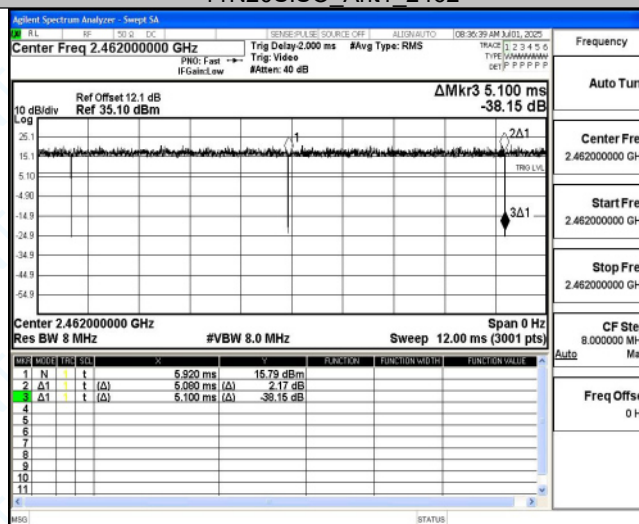 Agilent Spectrum Analyzer - Swept SA
RL RF 50 Ω DC SENSE:PULSE SOURCE OFF ALIGNAUTO 08:36:39 AM Jul 01, 2025
Center Freq 2.462000000 GHz
PNO: Fast
IFGain:Low
Trig Delay-2.000 ms
Trig: Video
#Atten: 40 dB
#Avg Type: RMS
TRACE 1 2 3 4 5 6
TYPE
DET P P P P P P
Ref Offset 12.1 dB
10 dB/div Ref 35.10 dBm
Log
ΔMkr3 5.100 ms
-38.15 dB
25.1
15.1
5.10
-4.90
-14.9
-24.9
-34.9
-44.9
-54.9
1
2Δ1
TRIG LVL
3Δ1
Center 2.462000000 GHz Span 0 Hz
Res BW 8 MHz #VBW 8.0 MHz Sweep 12.00 ms (3001 pts)
MKR MODE TRC SCL X Y FUNCTION FUNCTION WIDTH FUNCTION VALUE
1 N 1 t 5.920 ms 15.79 dBm
2 Δ1 1 t (Δ) 5.080 ms (Δ) 2.17 dB
3 Δ1 1 t (Δ) 5.100 ms (Δ) -38.15 dB
4
5
6
7
8
9
10
11
MSG STATUS
Frequency
Auto Tun
Center Fre
2.462000000 GH
Start Fre
2.462000000 GH
Stop Fre
2.462000000 GH
CF Ste
8.000000 MH
Auto Ma
Freq Offse
0 H